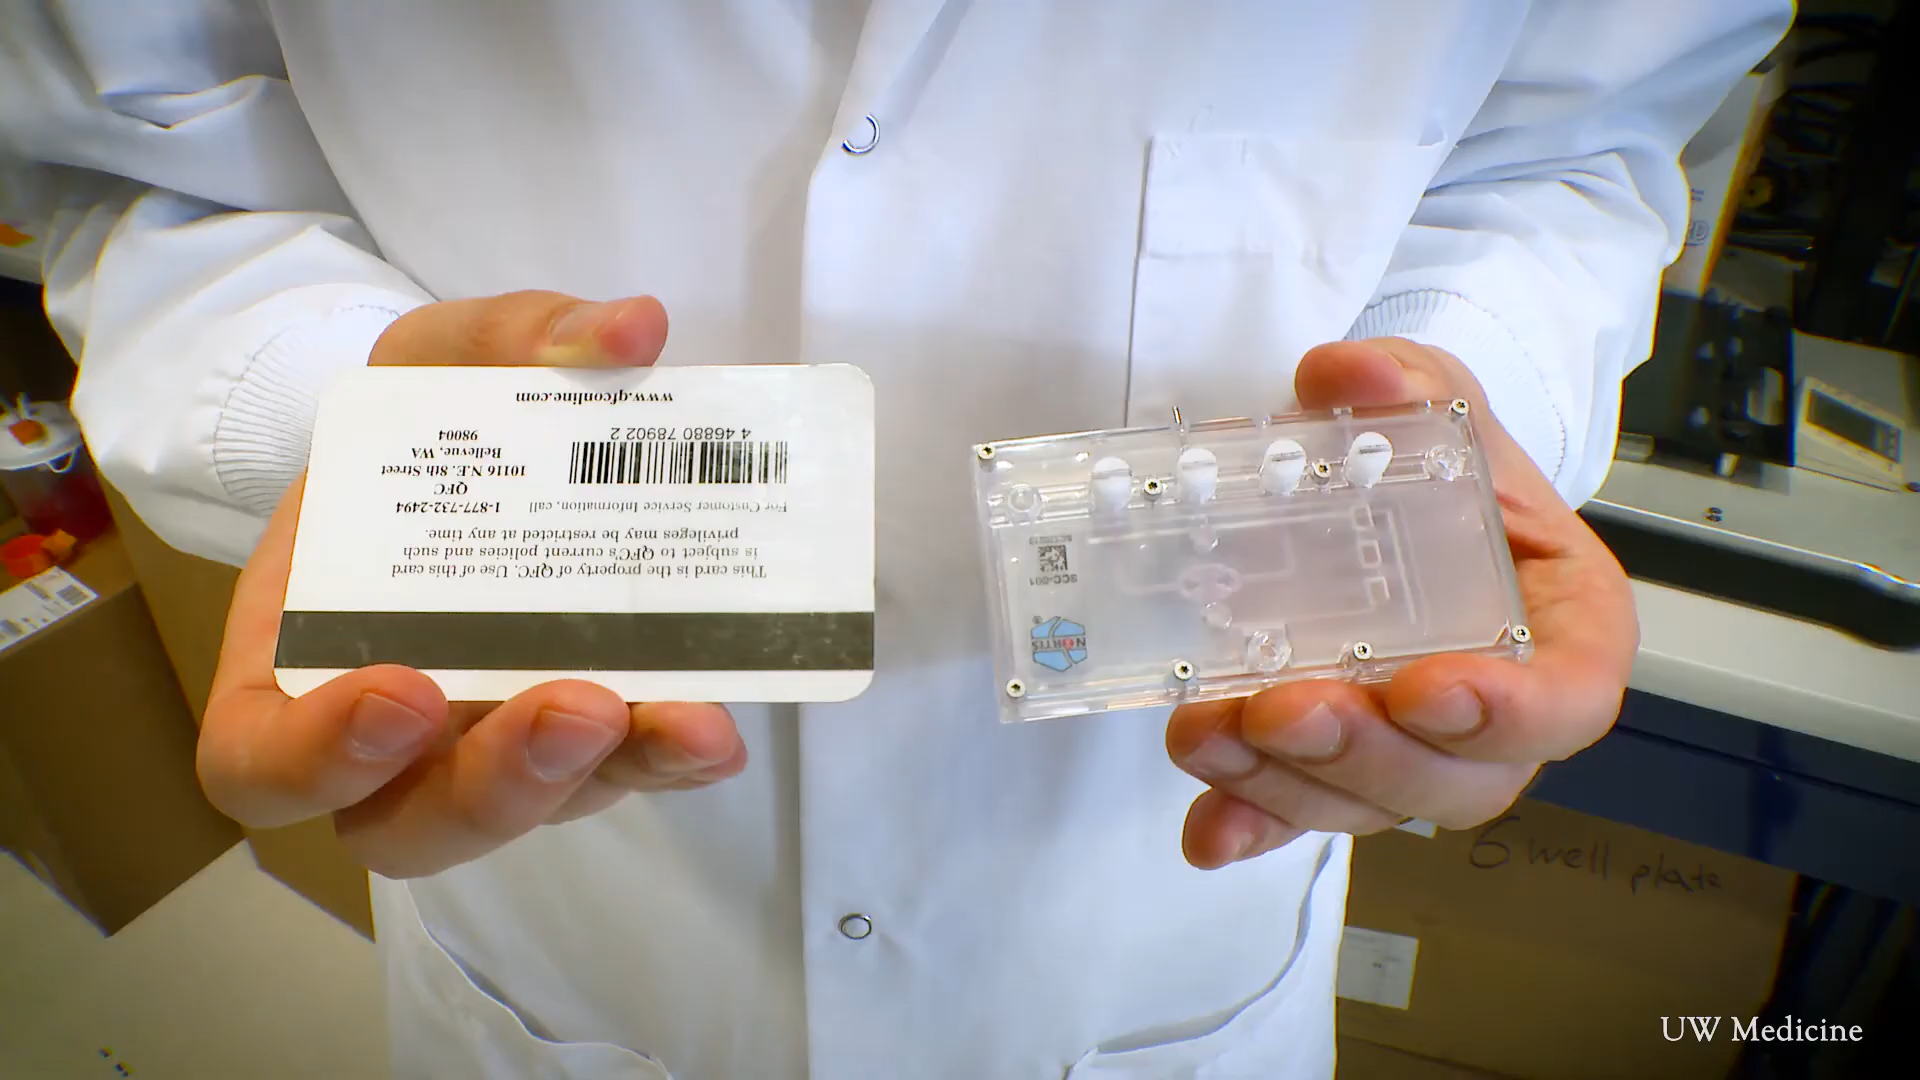 This card is the property of QFC. Use of this card
is subject to QFC's current policies and such
privileges may be restricted at any time.
For Customer Service Information, call 1-877-732-2494
QFC
10116 N.E. 8th Street
Bellevue, WA
98004
4 46880 78902 2
www.qfconline.com
NORTIS
®
SCC-001
6 well plate
UW Medicine